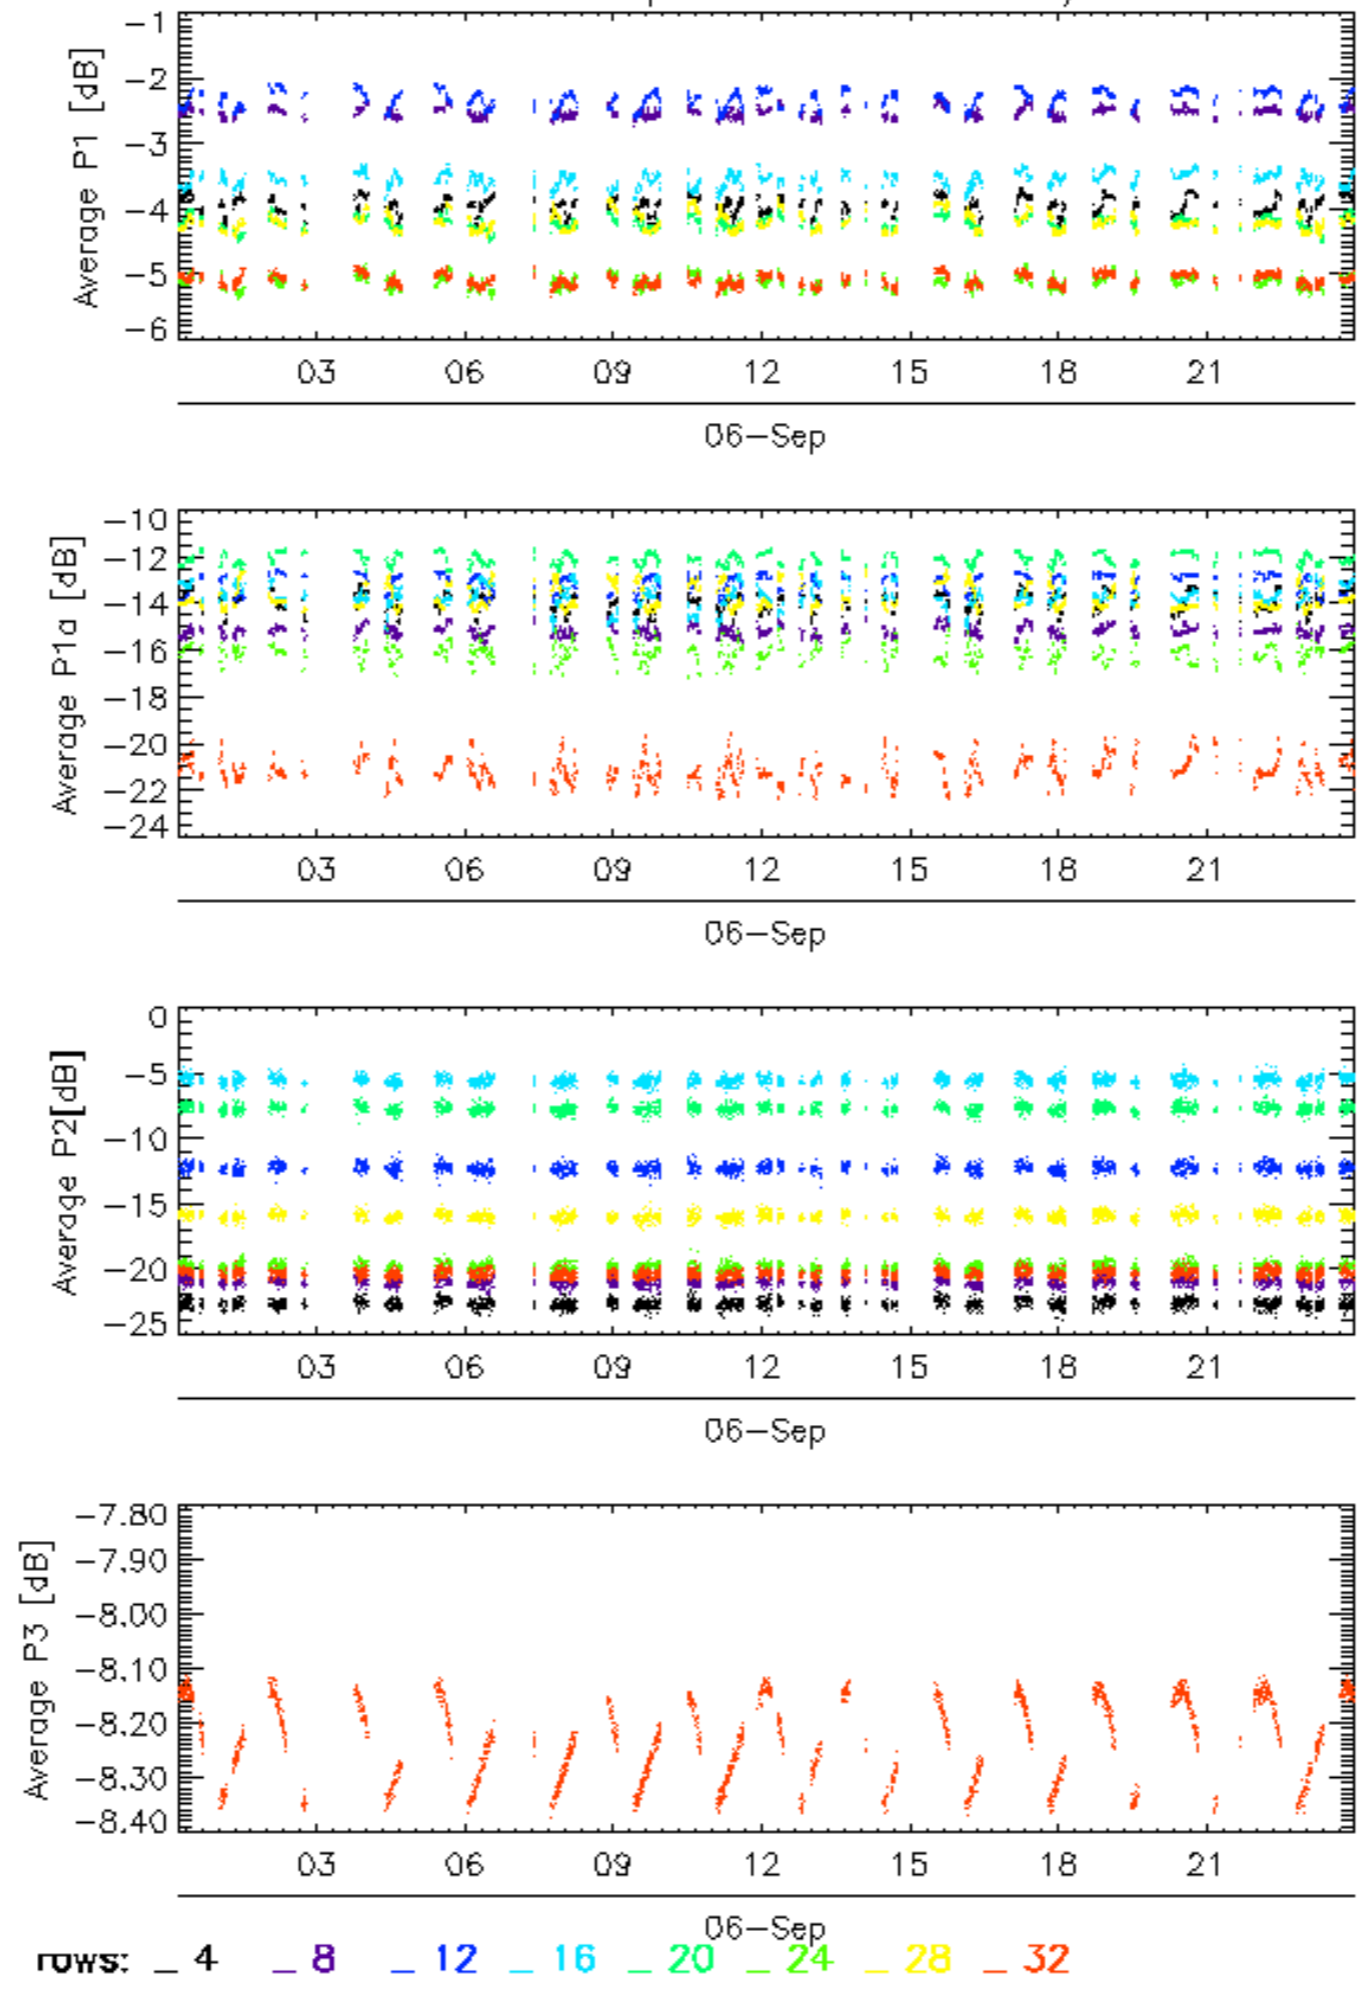 Average P1 [dB]
-1
-2
-3
-4
-5
-6
03 06 09 12 15 18 21
06-Sep
Average P1a [dB]
-10
-12
-14
-16
-18
-20
-22
-24
03 06 09 12 15 18 21
06-Sep
Average P2[dB]
0
-5
-10
-15
-20
-25
03 06 09 12 15 18 21
06-Sep
Average P3 [dB]
-7.80
-7.90
-8.00
-8.10
-8.20
-8.30
-8.40
03 06 09 12 15 18 21
06-Sep
rows: _ 4 _ 8 _ 12 _ 16 _ 20 _ 24 _ 28 _ 32